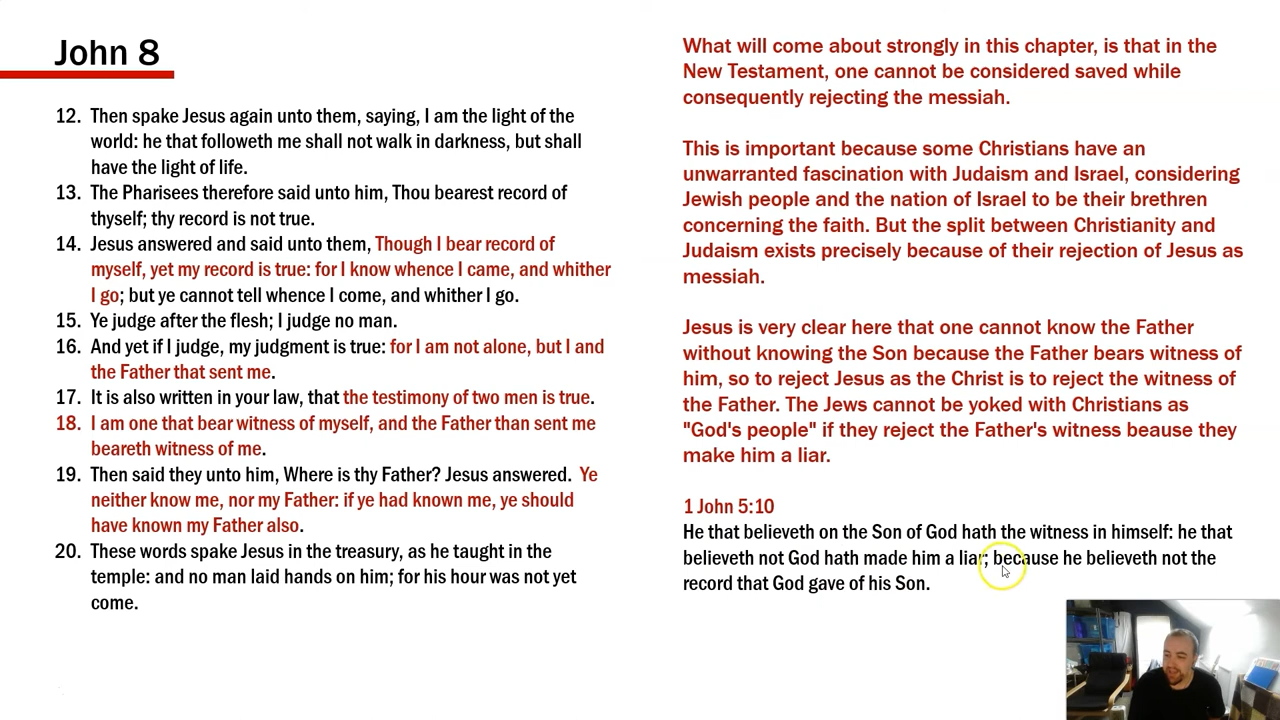 John 8
12. Then spake Jesus again unto them, saying, I am the light of the
world: he that followeth me shall not walk in darkness, but shall
have the light of life.
13. The Pharisees therefore said unto him, Thou bearest record of
thyself; thy record is not true.
14. Jesus answered and said unto them, Though I bear record of
myself, yet my record is true: for I know whence I came, and whither
I go; but ye cannot tell whence I come, and whither I go.
15. Ye judge after the flesh; I judge no man.
16. And yet if I judge, my judgment is true: for I am not alone, but I and
the Father that sent me.
17. It is also written in your law, that the testimony of two men is true.
18. I am one that bear witness of myself, and the Father than sent me
beareth witness of me.
19. Then said they unto him, Where is thy Father? Jesus answered. Ye
neither know me, nor my Father: if ye had known me, ye should
have known my Father also.
20. These words spake Jesus in the treasury, as he taught in the
temple: and no man laid hands on him; for his hour was not yet
come.
What will come about strongly in this chapter, is that in the
New Testament, one cannot be considered saved while
consequently rejecting the messiah.
This is important because some Christians have an
unwarranted fascination with Judaism and Israel, considering
Jewish people and the nation of Israel to be their brethren
concerning the faith. But the split between Christianity and
Judaism exists precisely because of their rejection of Jesus as
messiah.
Jesus is very clear here that one cannot know the Father
without knowing the Son because the Father bears witness of
him, so to reject Jesus as the Christ is to reject the witness of
the Father. The Jews cannot be yoked with Christians as
"God's people" if they reject the Father's witness beause they
make him a liar.
1 John 5:10
He that believeth on the Son of God hath the witness in himself: he that
believeth not God hath made him a liar; because he believeth not the
record that God gave of his Son.